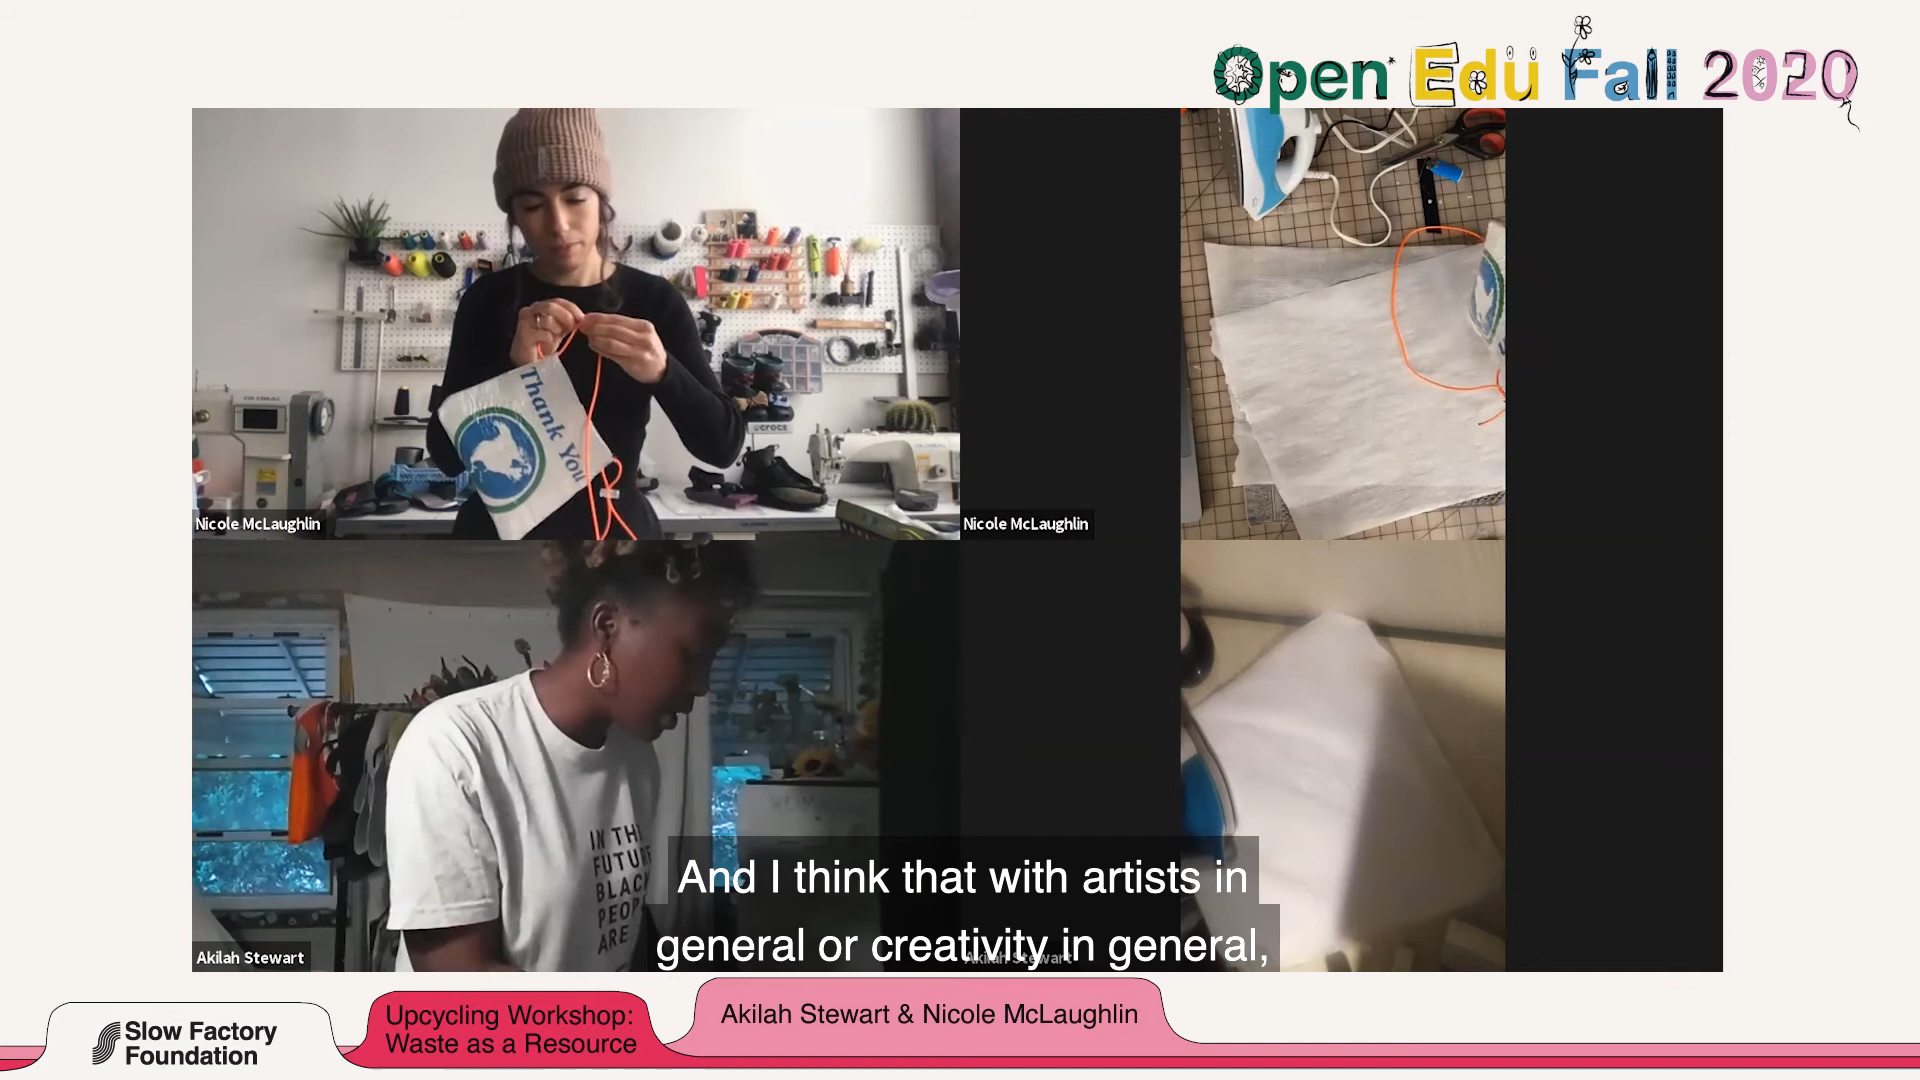 Open Edu Fall 2020
Thank You
crocs
Nicole McLaughlin
Nicole McLaughlin
IN THE
FUTURE
BLACK
PEOP
ARE
And I think that with artists in
general or creativity in general,
Akilah Stewart
Akilah Stewart
Slow Factory
Foundation
Upcycling Workshop:
Waste as a Resource
Akilah Stewart & Nicole McLaughlin